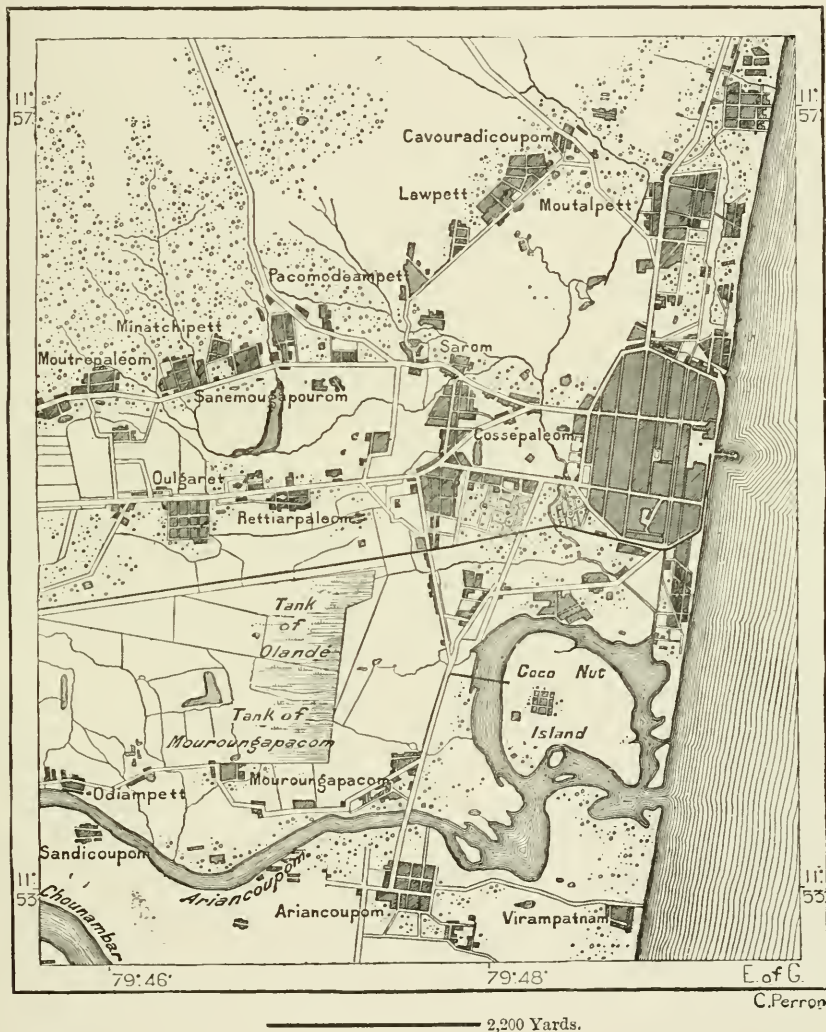 11°
57'
11°
57'
Cavouradicoupom
Lawpett
Moutalpett
Pacomodeampett
Minatchipett
Moutrepaleom
Sarom
Sanemougapourom
Cossepaleom
Oulgaret
Rettiarpaleom
Tank
of
Olandé
Coco Nut
Island
Tank of
Mouroungapacom
Mouroungapacom
Odiampett
Sandicoupom
Ariancoupom
Chounambar
Ariancoupom
Virampatnam
11°
53'
11°
53'
79°46'
79°48'
E. of G.
C. Perron
2,200 Yards.